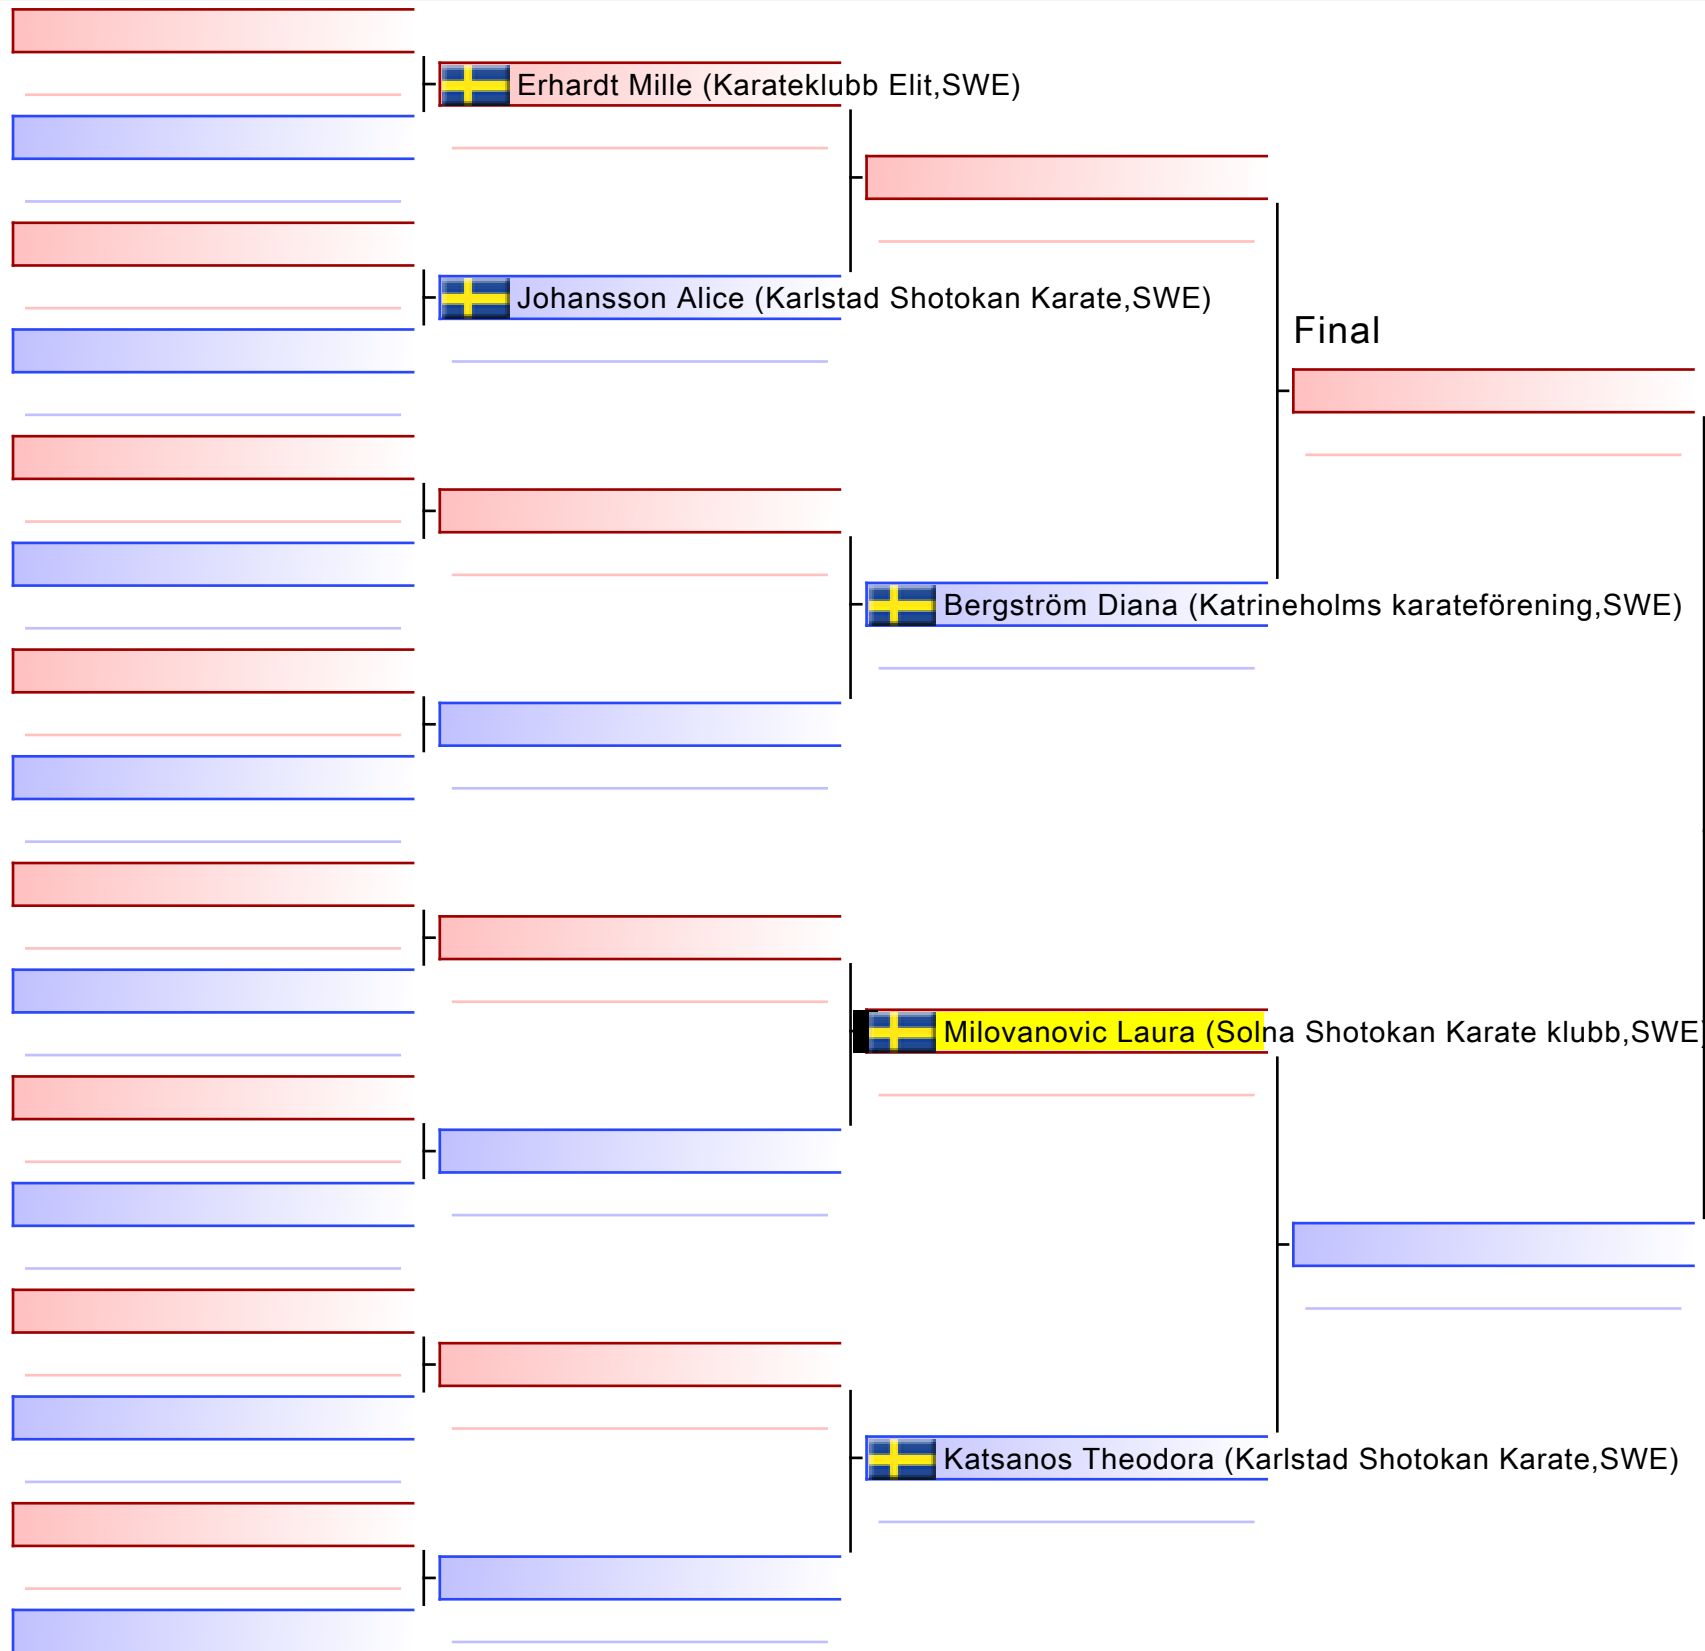 Erhardt Mille (Karateklubb Elit,SWE)
Johansson Alice (Karlstad Shotokan Karate,SWE)
Final
Bergström Diana (Katrineholms karateförening,SWE)
Milovanovic Laura (Solna Shotokan Karate klubb,SWE)
Katsanos Theodora (Karlstad Shotokan Karate,SWE)